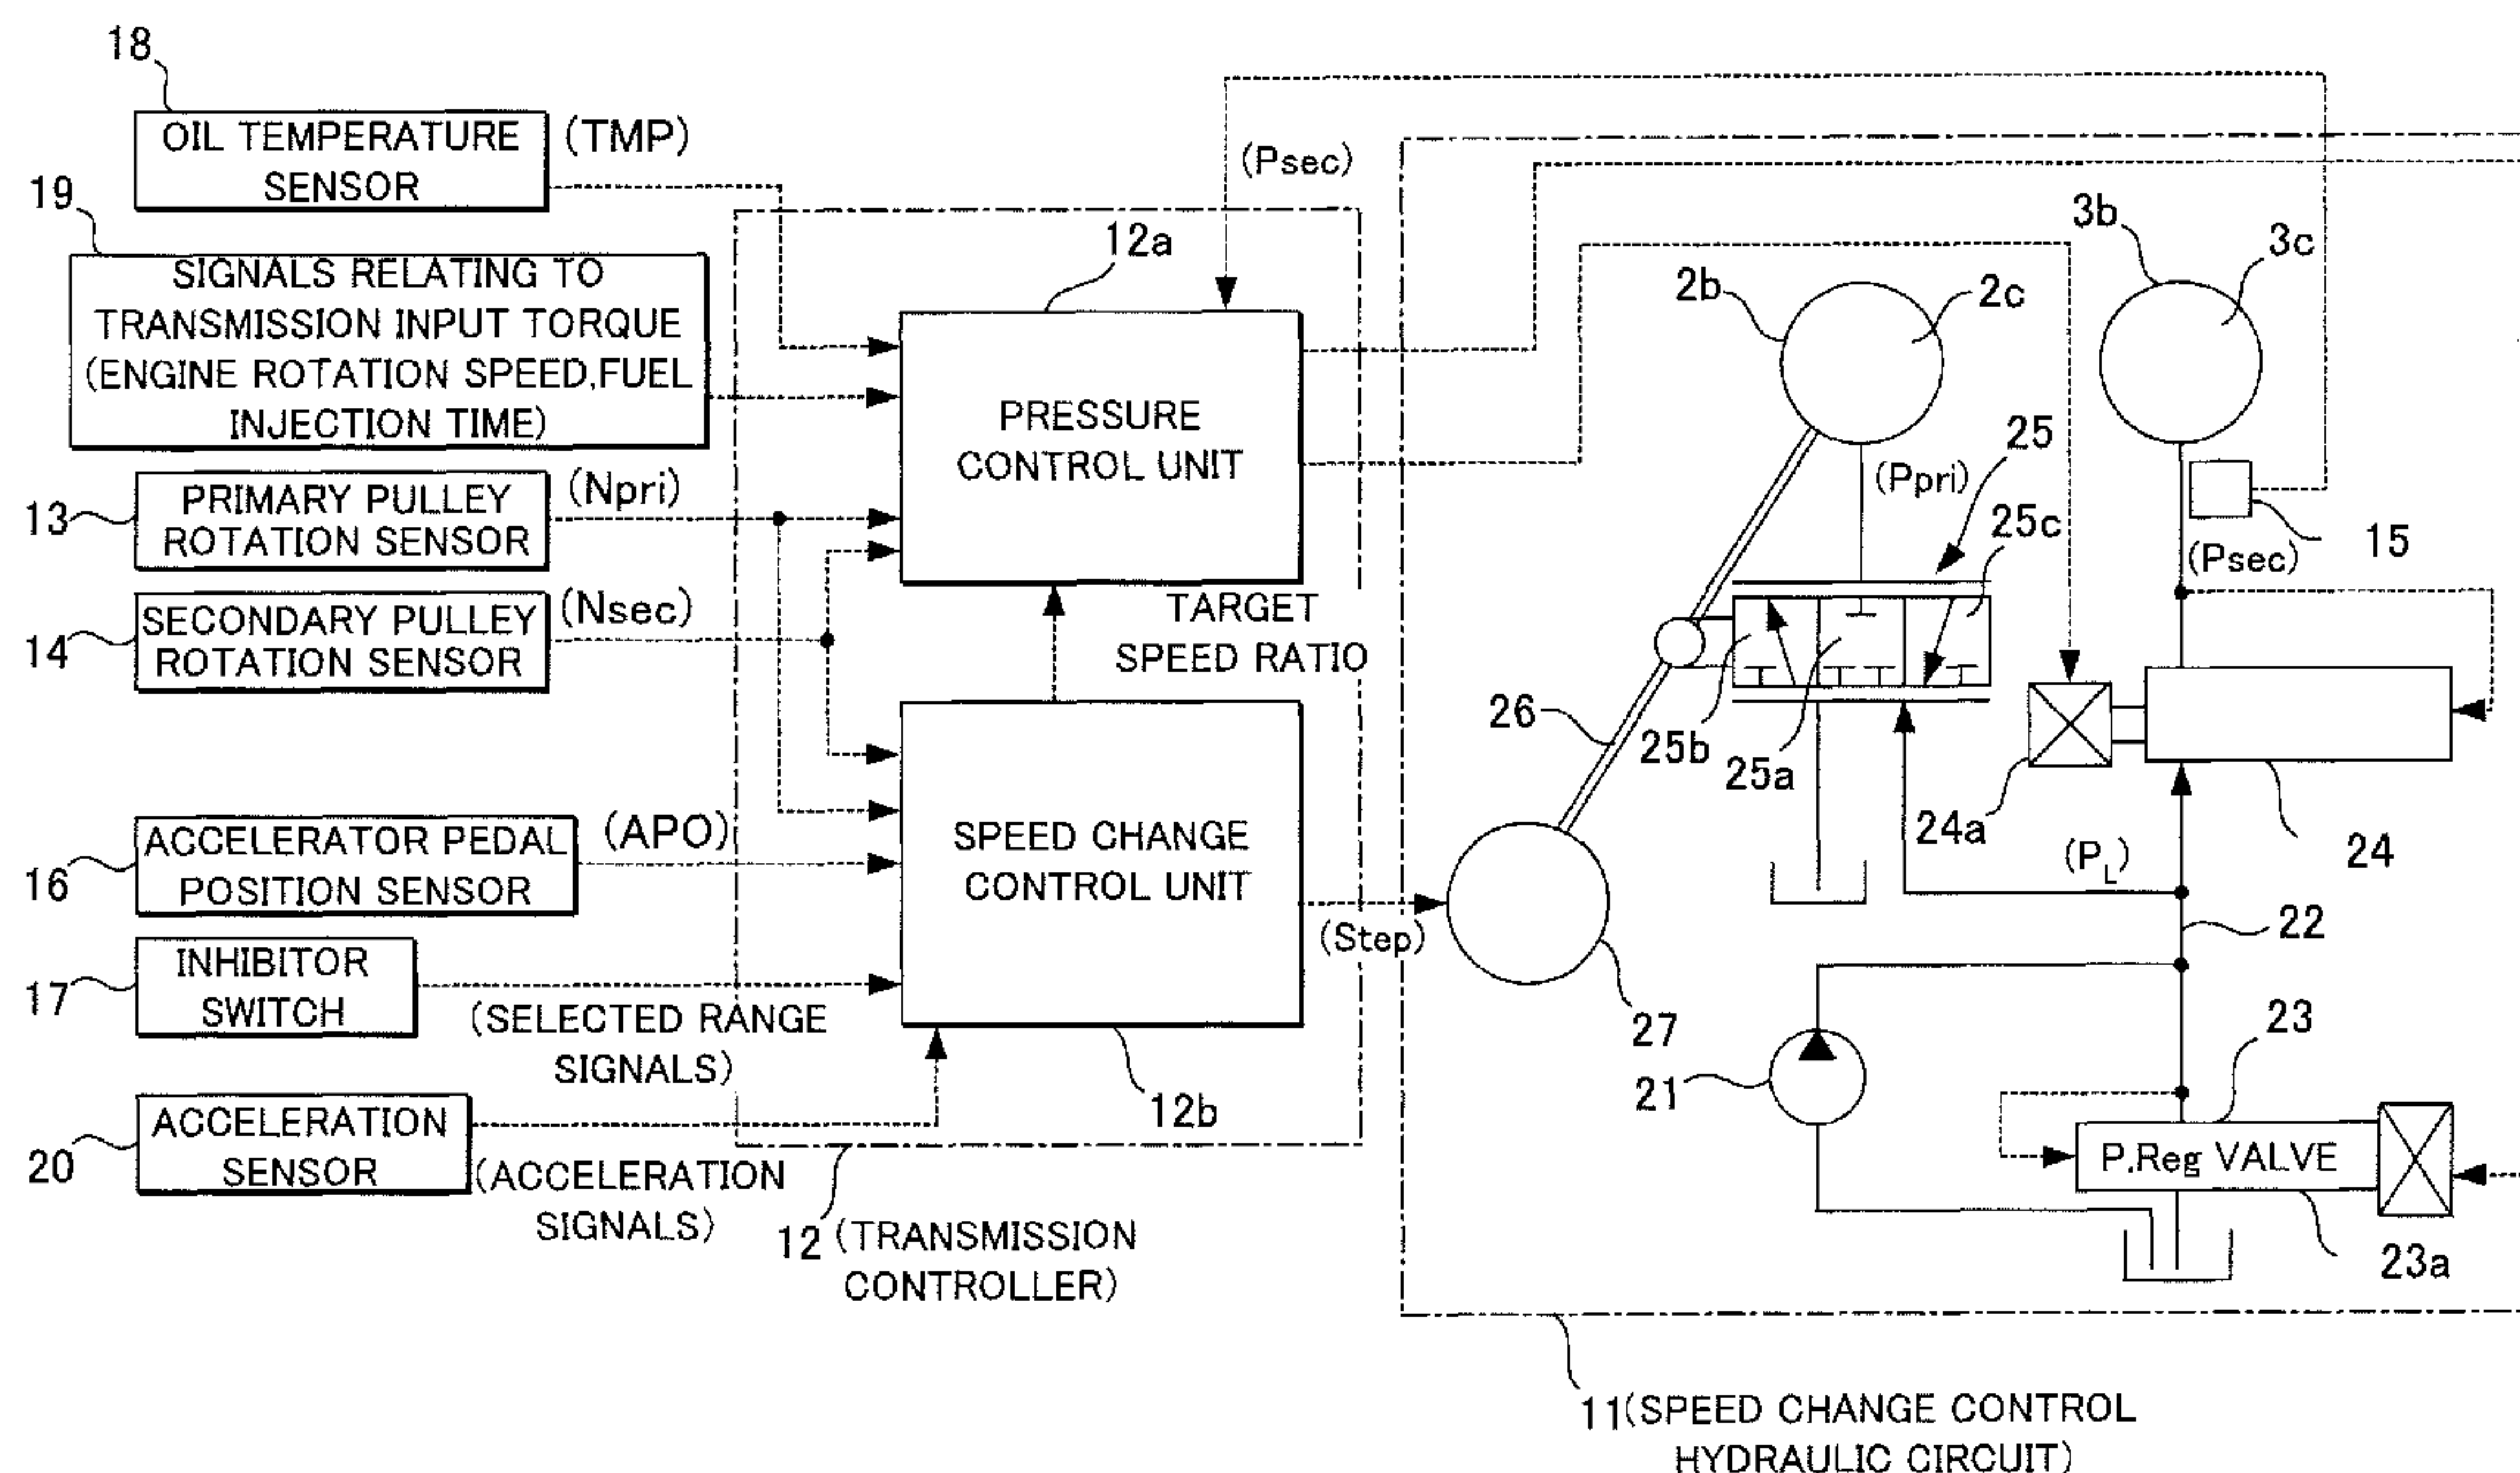 18
OIL TEMPERATURE
SENSOR
(TMP)
19
SIGNALS RELATING TO
TRANSMISSION INPUT TORQUE
(ENGINE ROTATION SPEED,FUEL
INJECTION TIME)
13
PRIMARY PULLEY
ROTATION SENSOR
(Npri)
14
SECONDARY PULLEY
ROTATION SENSOR
(Nsec)
16
ACCELERATOR PEDAL
POSITION SENSOR
(APO)
17
INHIBITOR
SWITCH
(SELECTED RANGE
SIGNALS)
20
ACCELERATION
SENSOR
(ACCELERATION
SIGNALS)
12a
PRESSURE
CONTROL UNIT
(Psec)
TARGET
SPEED RATIO
SPEED CHANGE
CONTROL UNIT
12b
12 (TRANSMISSION
CONTROLLER)
(Step)
2b
2c
3b
3c
(Ppri)
25
25c
15
(Psec)
26
25b
25a
24a
24
(PL)
22
27
21
23
P.Reg VALVE
23a
11(SPEED CHANGE CONTROL
HYDRAULIC CIRCUIT)